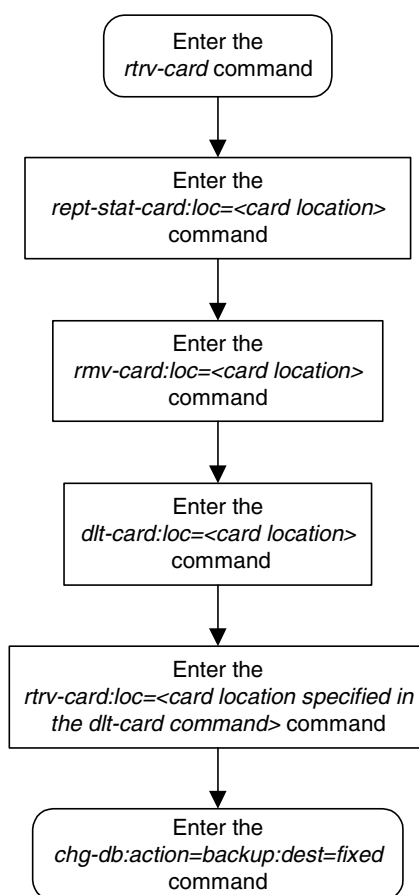 Enter the
rtrv-card command
Enter the
rept-stat-card:loc=<card location>
command
Enter the
rmv-card:loc=<card location>
command
Enter the
dlt-card:loc=<card location>
command
Enter the
rtrv-card:loc=<card location specified in
the dlt-card command> command
Enter the
chg-db:action=backup:dest=fixed
command